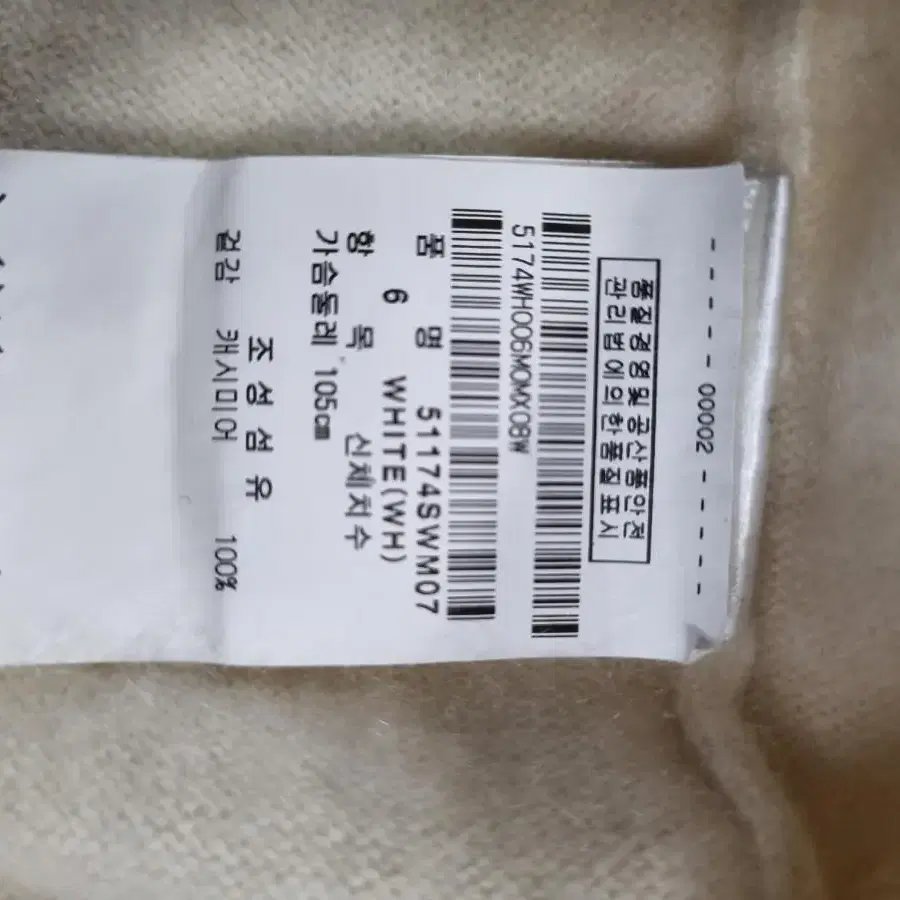 - - - - - 00002 - - - - -
품질경영및공산품안전
관리법에의한품질표시
5174WH006MOMX08W
품 명 51174SWM07
6 WHITE(WH)
항 목 신체치수
가슴둘레 105㎝
조성섬유
겉감 캐시미어 100%